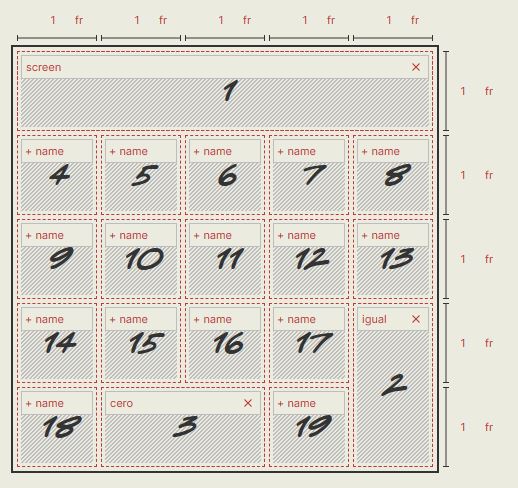 1 fr 1 fr 1 fr 1 fr 1 fr
screen ×
1
1 fr
+ name + name + name + name + name
4 5 6 7 8
1 fr
+ name + name + name + name + name
9 10 11 12 13
1 fr
+ name + name + name + name igual ×
14 15 16 17
1 fr
2
+ name cero × + name
18 3 19
1 fr